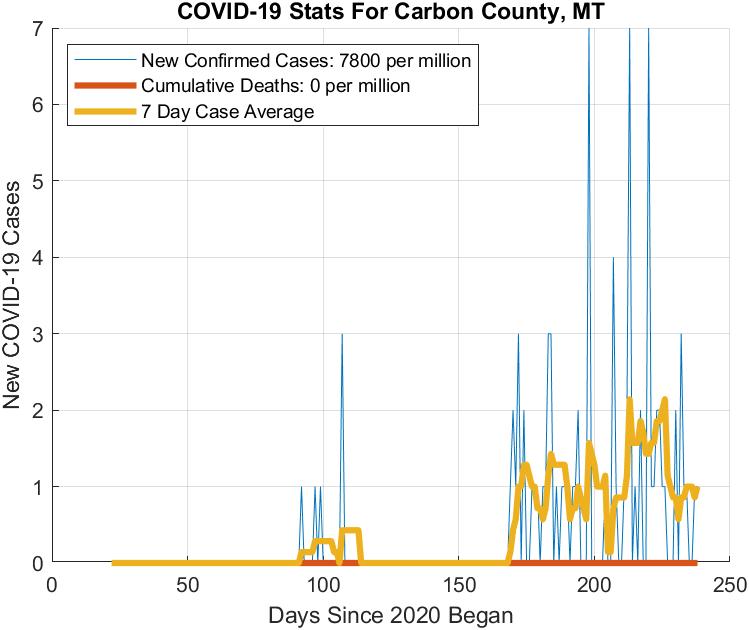 COVID-19 Stats For Carbon County, MT
New Confirmed Cases: 7800 per million
Cumulative Deaths: 0 per million
7 Day Case Average
New COVID-19 Cases
7
6
5
4
3
2
1
0
0 50 100 150 200 250
Days Since 2020 Began